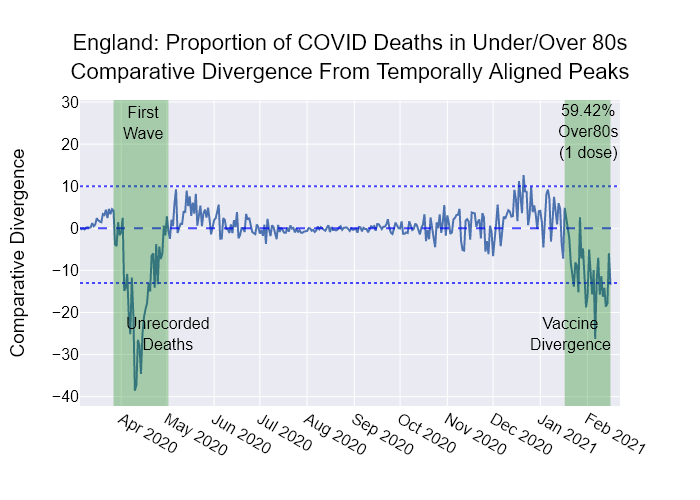 England: Proportion of COVID Deaths in Under/Over 80s
Comparative Divergence From Temporally Aligned Peaks
Comparative Divergence
30
20
10
0
−10
−20
−30
−40
First
Wave
59.42%
Over80s
(1 dose)
Unrecorded
Deaths
Vaccine
Divergence
Apr 2020
May 2020
Jun 2020
Jul 2020
Aug 2020
Sep 2020
Oct 2020
Nov 2020
Dec 2020
Jan 2021
Feb 2021